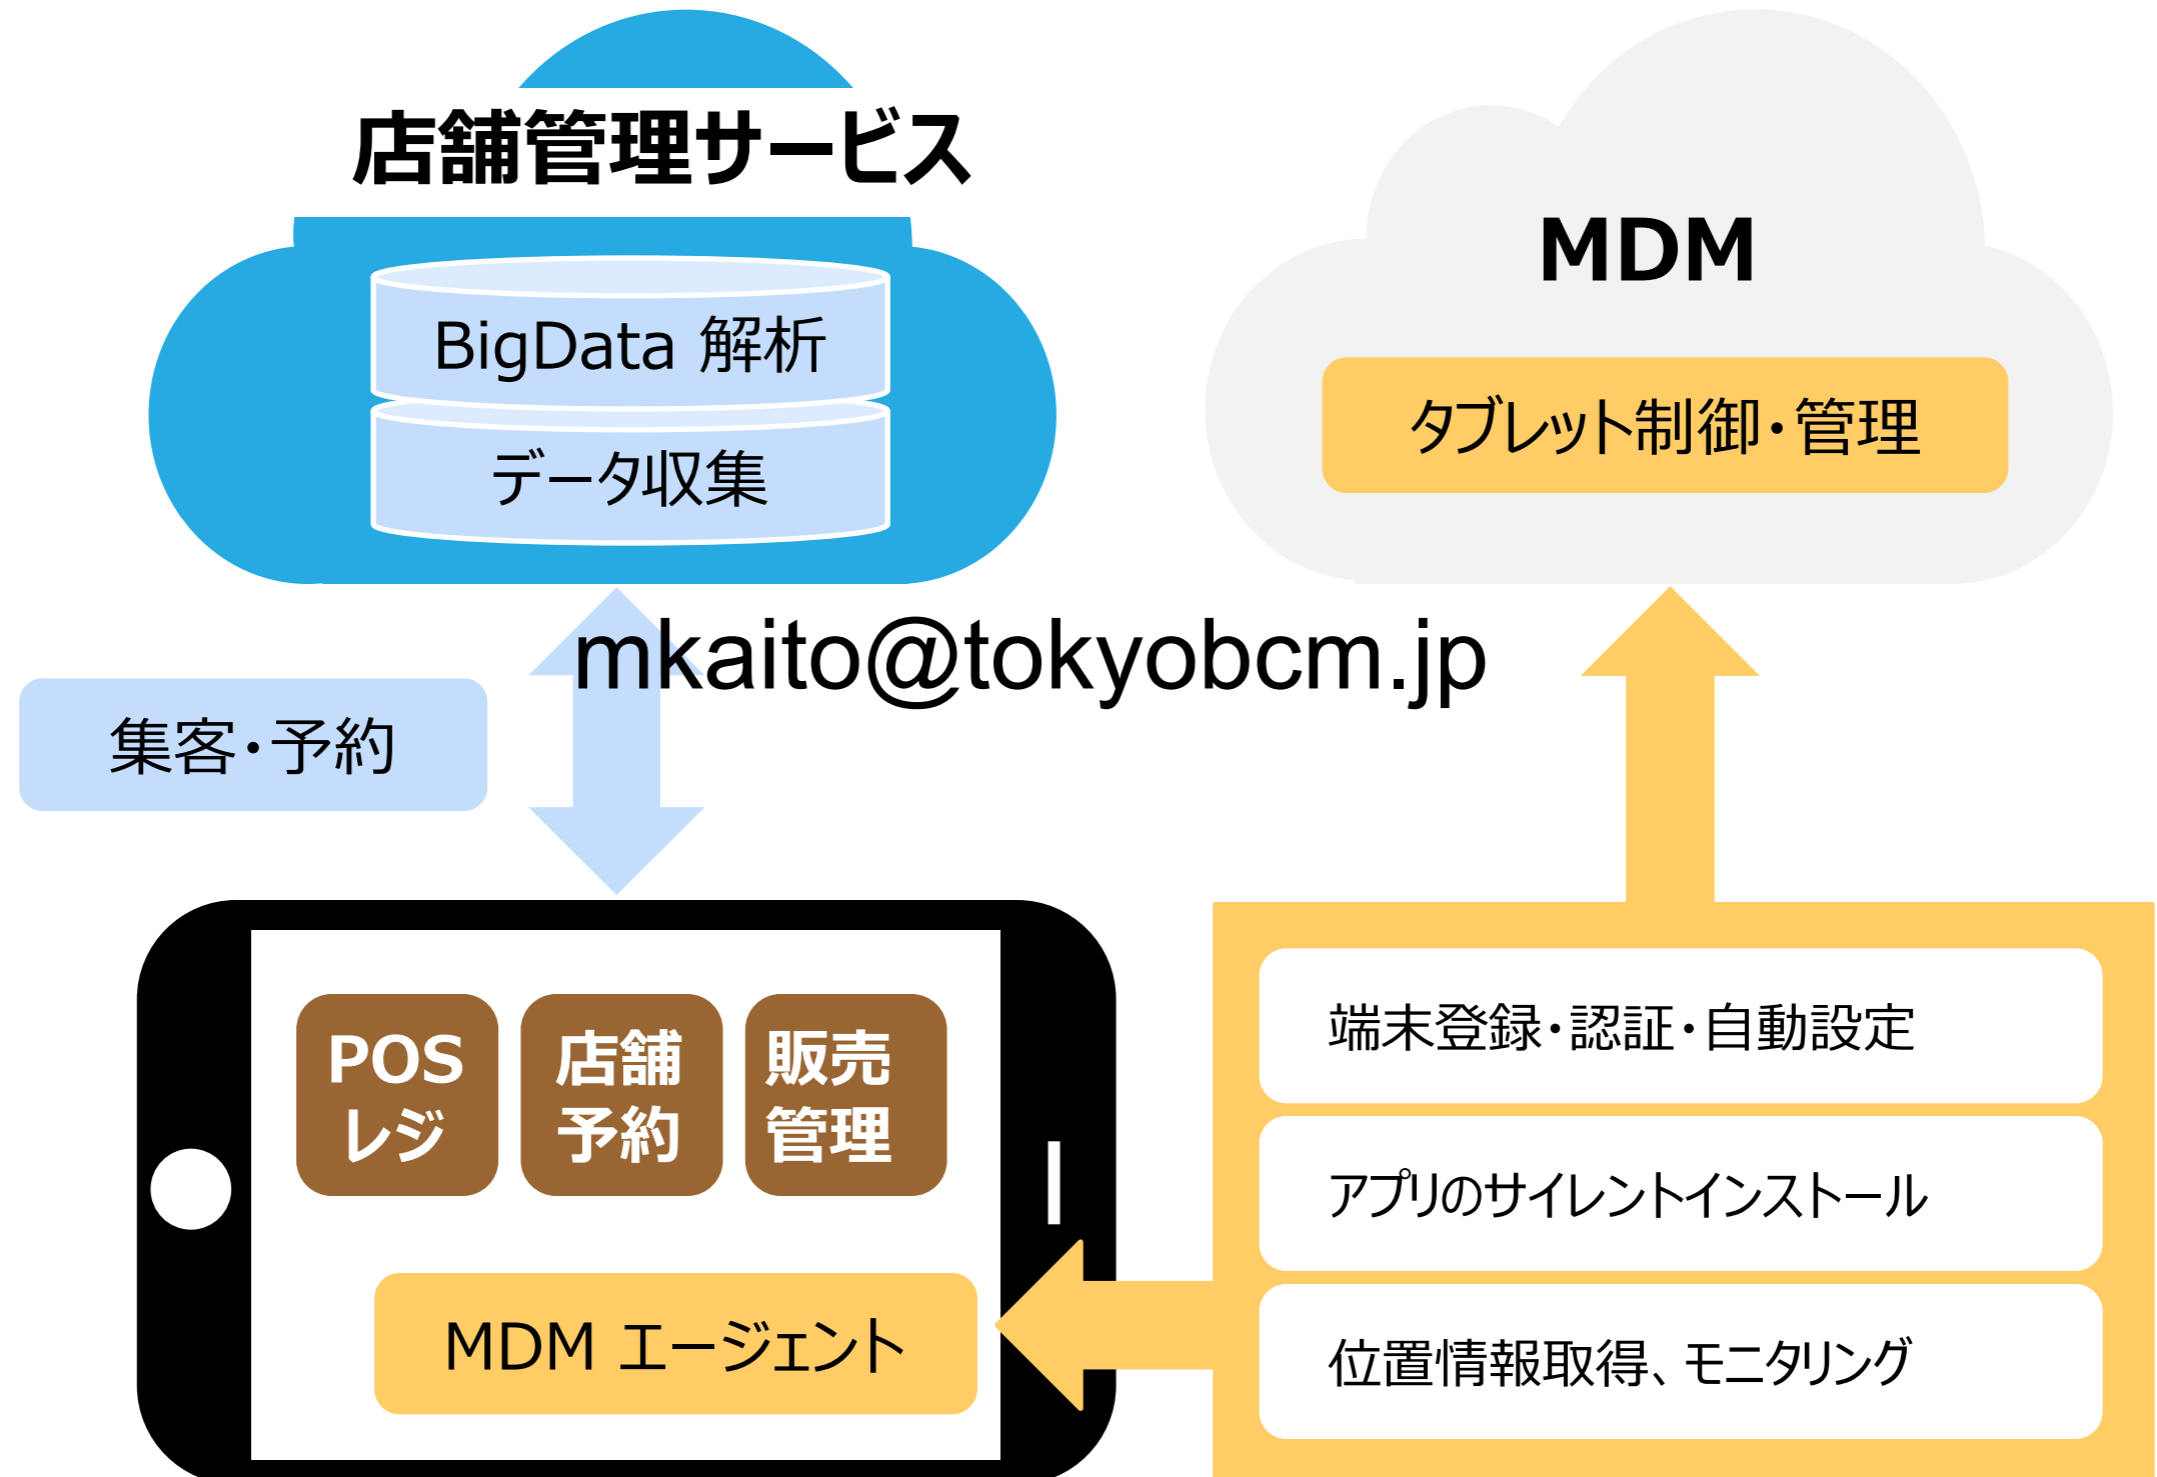 店舗管理サービス
BigData 解析
データ収集
MDM
タブレット制御・管理
mkaito@tokyobcm.jp
集客・予約
POS
レジ
店舗
予約
販売
管理
MDM エージェント
端末登録・認証・自動設定
アプリのサイレントインストール
位置情報取得、モニタリング